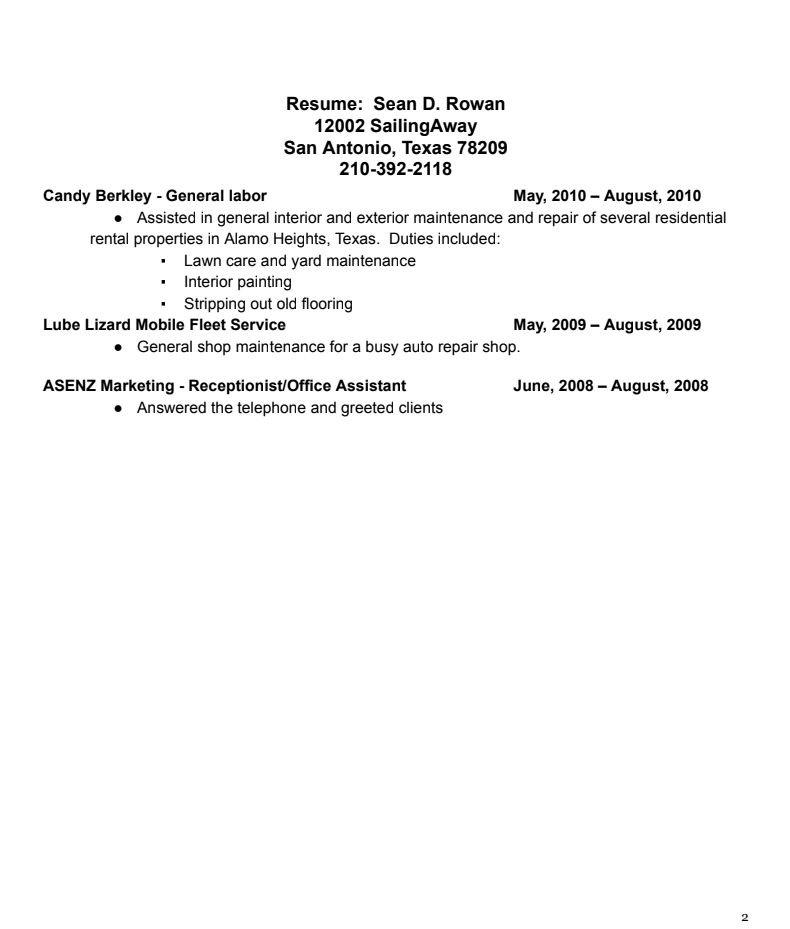 Resume:  Sean D. Rowan
12002 SailingAway
San Antonio, Texas 78209
210-392-2118
Candy Berkley - General labor May, 2010 – August, 2010
● Assisted in general interior and exterior maintenance and repair of several residential
rental properties in Alamo Heights, Texas.  Duties included:
▪ Lawn care and yard maintenance
▪ Interior painting
▪ Stripping out old flooring
Lube Lizard Mobile Fleet Service May, 2009 – August, 2009
● General shop maintenance for a busy auto repair shop.
ASENZ Marketing - Receptionist/Office Assistant June, 2008 – August, 2008
● Answered the telephone and greeted clients
2